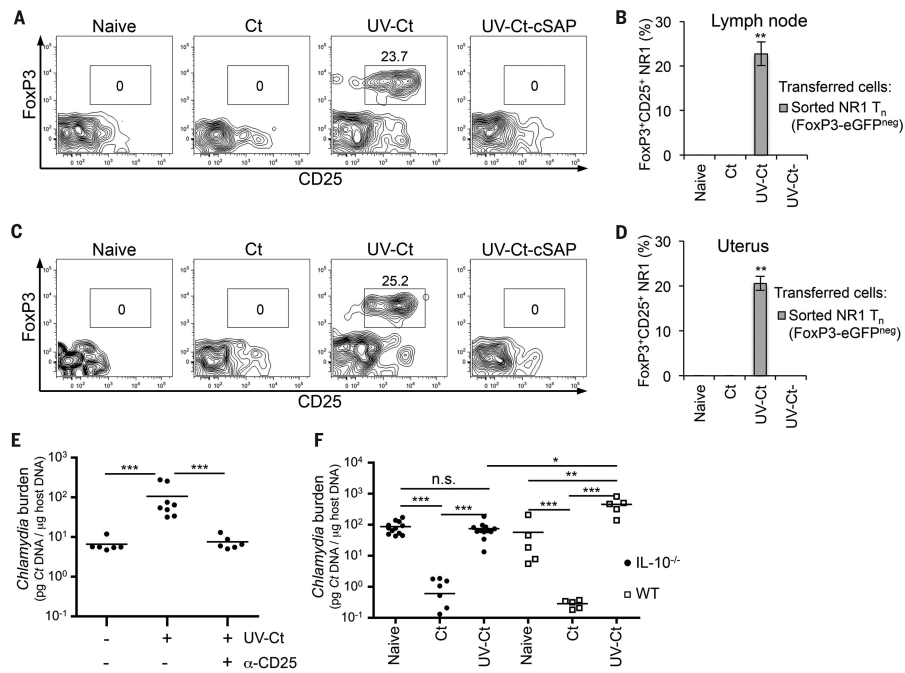 A
Naive
Ct
UV-Ct
UV-Ct-cSAP
FoxP3
0
0
23.7
0
CD25
B
Lymph node
FoxP3⁺CD25⁺ NR1 (%)
30
20
10
0
**
Naive
Ct
UV-Ct
UV-Ct-
Transferred cells:
Sorted NR1 Tₙ
(FoxP3-eGFPⁿᵉᵍ)
C
Naive
Ct
UV-Ct
UV-Ct-cSAP
FoxP3
0
0
25.2
0
CD25
D
Uterus
FoxP3⁺CD25⁺ NR1 (%)
30
20
10
0
**
Naive
Ct
UV-Ct
UV-Ct-
Transferred cells:
Sorted NR1 Tₙ
(FoxP3-eGFPⁿᵉᵍ)
E
Chlamydia burden
(pg Ct DNA / µg host DNA)
10³
10²
10¹
10⁰
10⁻¹
*** ***
- + + UV-Ct
- - + α-CD25
F
Chlamydia burden
(pg Ct DNA / µg host DNA)
10⁴
10³
10²
10¹
10⁰
10⁻¹
*
n.s. **
*** *** *** ***
Naive
Ct
UV-Ct
Naive
Ct
UV-Ct
IL-10⁻/⁻
WT